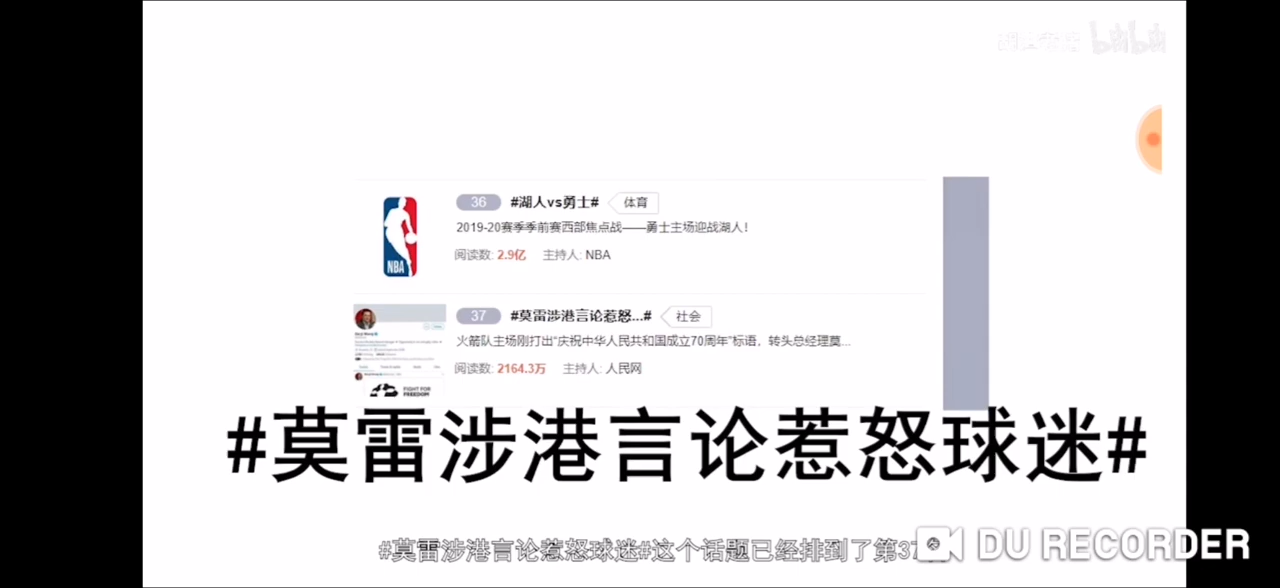 bilibili
36 #湖人vs勇士# 体育
2019-20赛季季前赛西部焦点战——勇士主场迎战湖人！
阅读数: 2.9亿 主持人: NBA
NBA
37 #莫雷涉港言论惹怒...# 社会
火箭队主场刚打出“庆祝中华人民共和国成立70周年”标语，转头总经理莫...
阅读数: 2164.3万 主持人: 人民网
FIGHT FOR
FREEDOM
#莫雷涉港言论惹怒球迷#
#莫雷涉港言论惹怒球迷#这个话题已经排到了第37
DU RECORDER